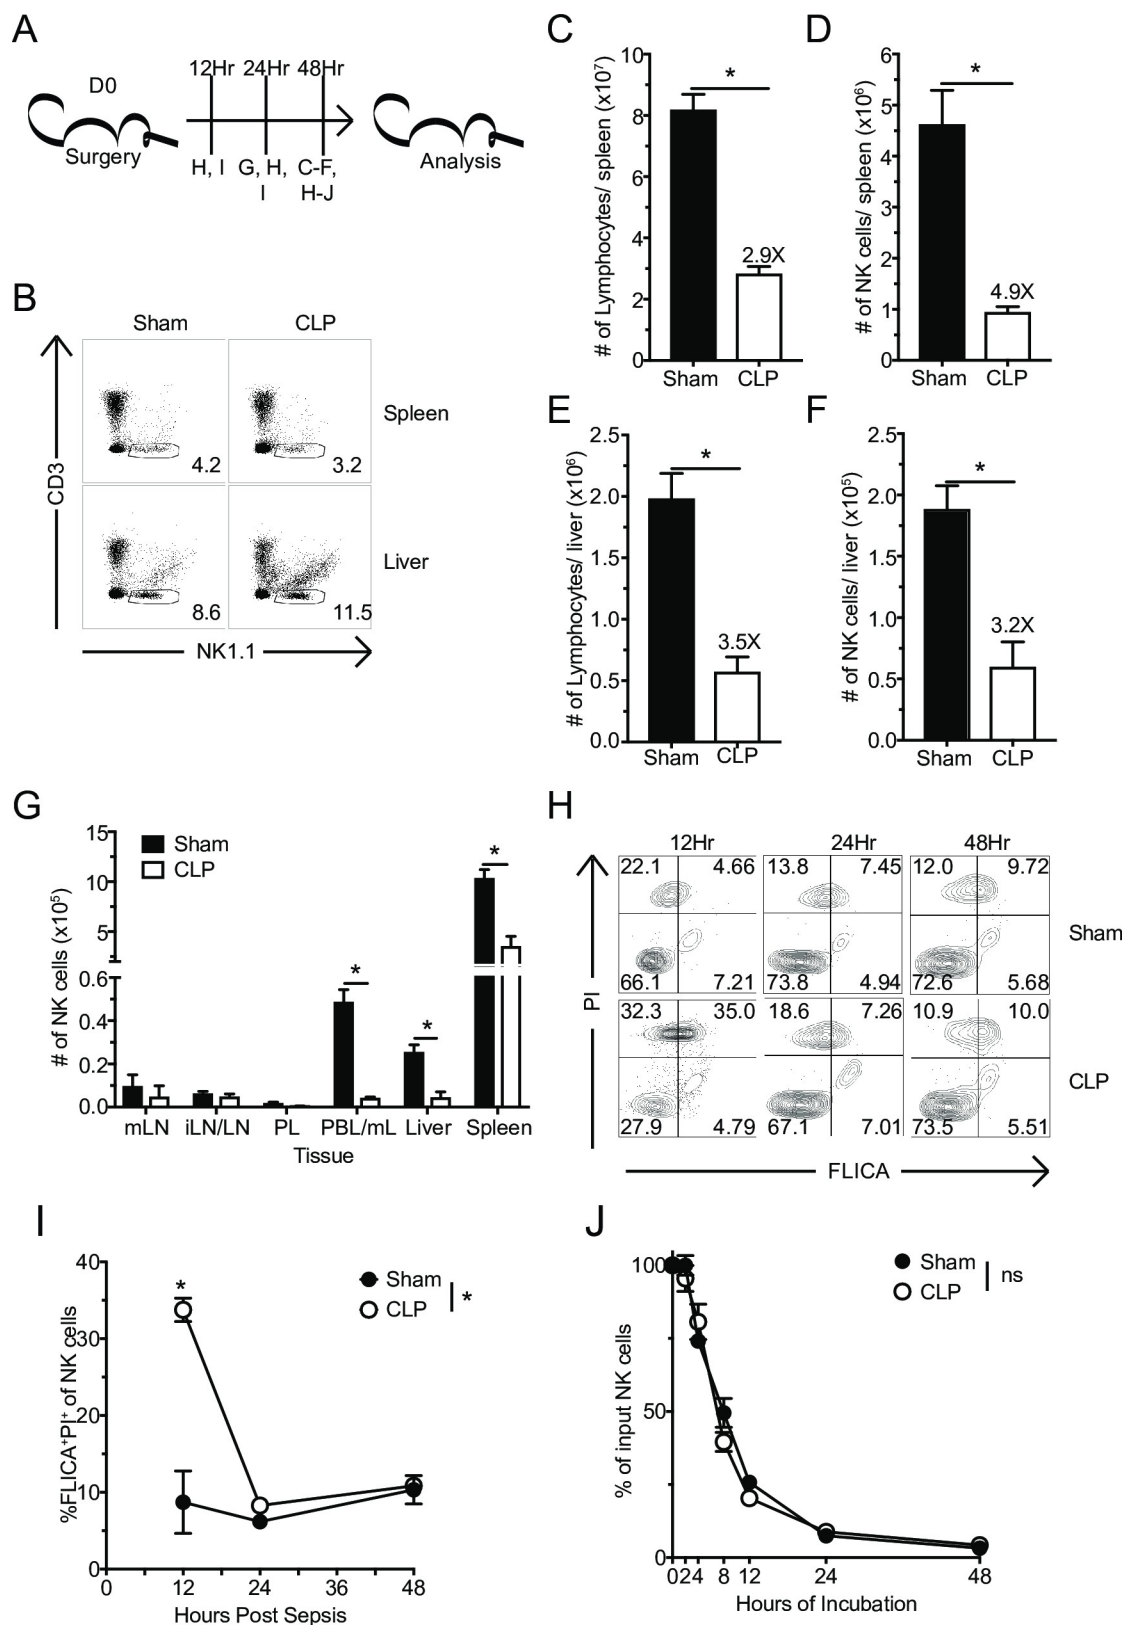 A
D0
Surgery
12Hr 24Hr 48Hr
H, I G, H, C-F,
I H-J
Analysis
B
Sham CLP
CD3
4.2 3.2
Spleen
8.6 11.5
Liver
NK1.1
C
# of Lymphocytes/ spleen (x10⁷)
10
8
6
4
2
0
*
2.9X
Sham CLP
D
# of NK cells/ spleen (x10⁶)
6
5
4
3
2
1
0
*
4.9X
Sham CLP
E
# of Lymphocytes/ liver (x10⁶)
2.5
2.0
1.5
1.0
0.5
0.0
*
3.5X
Sham CLP
F
# of NK cells/ liver (x10⁵)
2.5
2.0
1.5
1.0
0.5
0.0
*
3.2X
Sham CLP
G
# of NK cells (x10⁵)
15
10
5
0.6
0.4
0.2
0.0
Sham
CLP
*
*
*
mLN iLN/LN PL PBL/mL Liver Spleen
Tissue
H
12Hr 24Hr 48Hr
22.1 4.66 13.8 7.45 12.0 9.72
Sham
66.1 7.21 73.8 4.94 72.6 5.68
PI
32.3 35.0 18.6 7.26 10.9 10.0
CLP
27.9 4.79 67.1 7.01 73.5 5.51
FLICA
I
%FLICA⁺PI⁺ of NK cells
40
30
20
10
0
*
Sham
CLP
*
0 12 24 36 48
Hours Post Sepsis
J
% of input NK cells
100
50
0
Sham
CLP
ns
0 2 4 8 12 24 48
Hours of Incubation